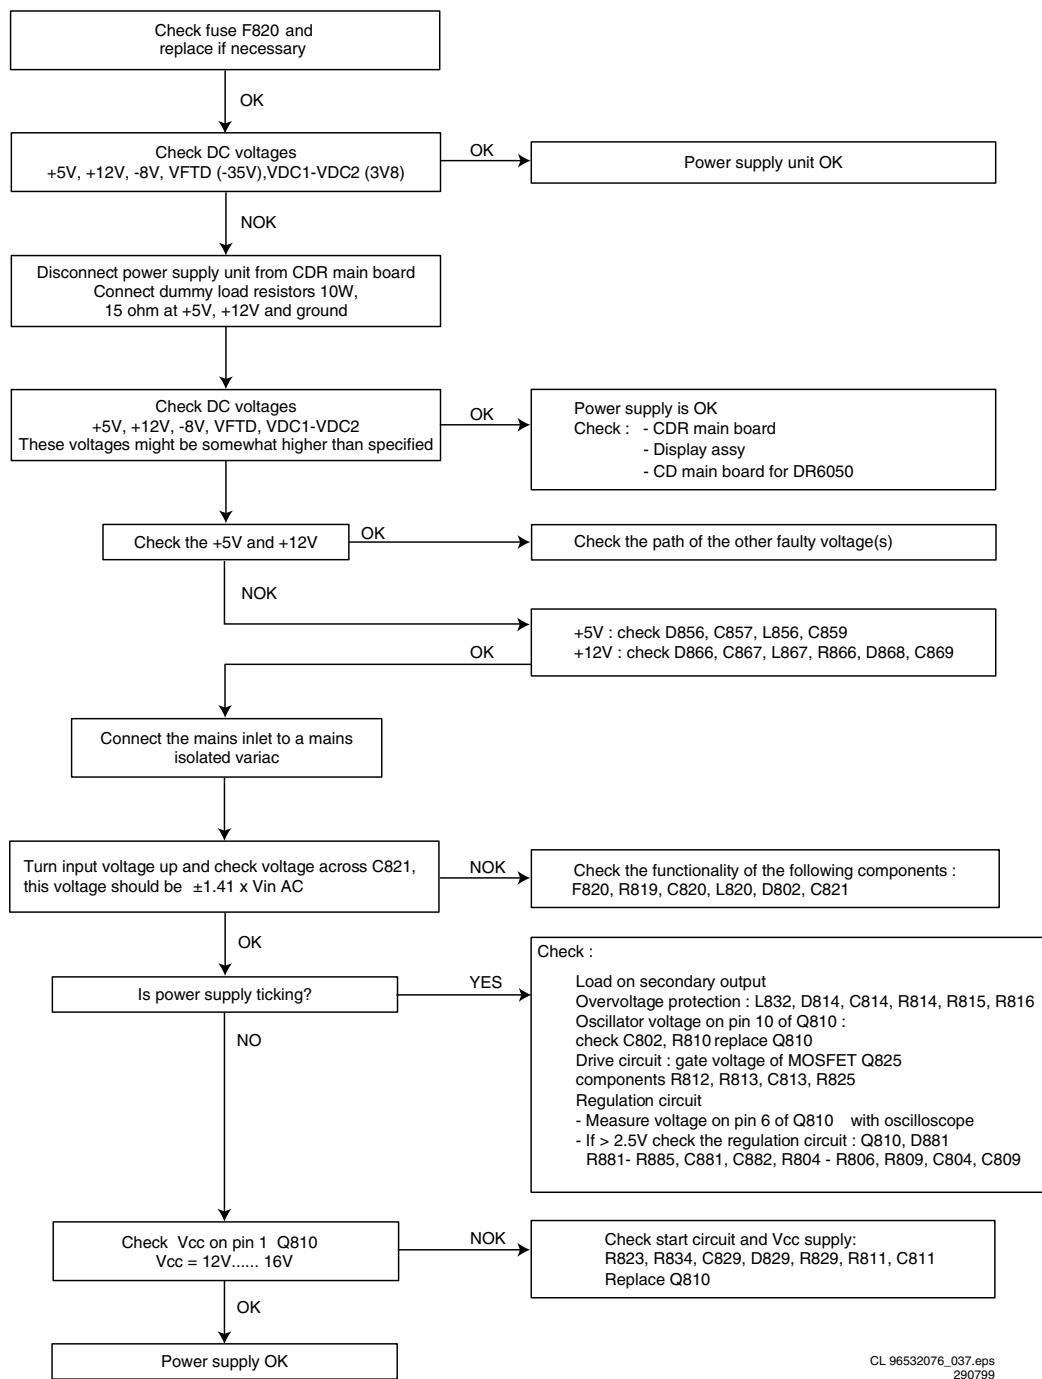 Check fuse F820 and
replace if necessary
OK
Check DC voltages
+5V, +12V, -8V, VFTD (-35V),VDC1-VDC2 (3V8)
OK
Power supply unit OK
NOK
Disconnect power supply unit from CDR main board
Connect dummy load resistors 10W,
15 ohm at +5V, +12V and ground
Check DC voltages
+5V, +12V, -8V, VFTD, VDC1-VDC2
These voltages might be somewhat higher than specified
OK
Power supply is OK
Check : - CDR main board
- Display assy
- CD main board for DR6050
Check the +5V and +12V
OK
Check the path of the other faulty voltage(s)
NOK
+5V : check D856, C857, L856, C859
+12V : check D866, C867, L867, R866, D868, C869
OK
Connect the mains inlet to a mains
isolated variac
Turn input voltage up and check voltage across C821,
this voltage should be ±1.41 x Vin AC
NOK
Check the functionality of the following components :
F820, R819, C820, L820, D802, C821
OK
Is power supply ticking?
YES
Check :
Load on secondary output
Overvoltage protection : L832, D814, C814, R814, R815, R816
Oscillator voltage on pin 10 of Q810 :
check C802, R810 replace Q810
Drive circuit : gate voltage of MOSFET Q825
components R812, R813, C813, R825
Regulation circuit
- Measure voltage on pin 6 of Q810 with oscilloscope
- If > 2.5V check the regulation circuit : Q810, D881
R881- R885, C881, C882, R804 - R806, R809, C804, C809
NO
Check Vcc on pin 1 Q810
Vcc = 12V...... 16V
NOK
Check start circuit and Vcc supply:
R823, R834, C829, D829, R829, R811, C811
Replace Q810
OK
Power supply OK
CL 96532076_037.eps
290799